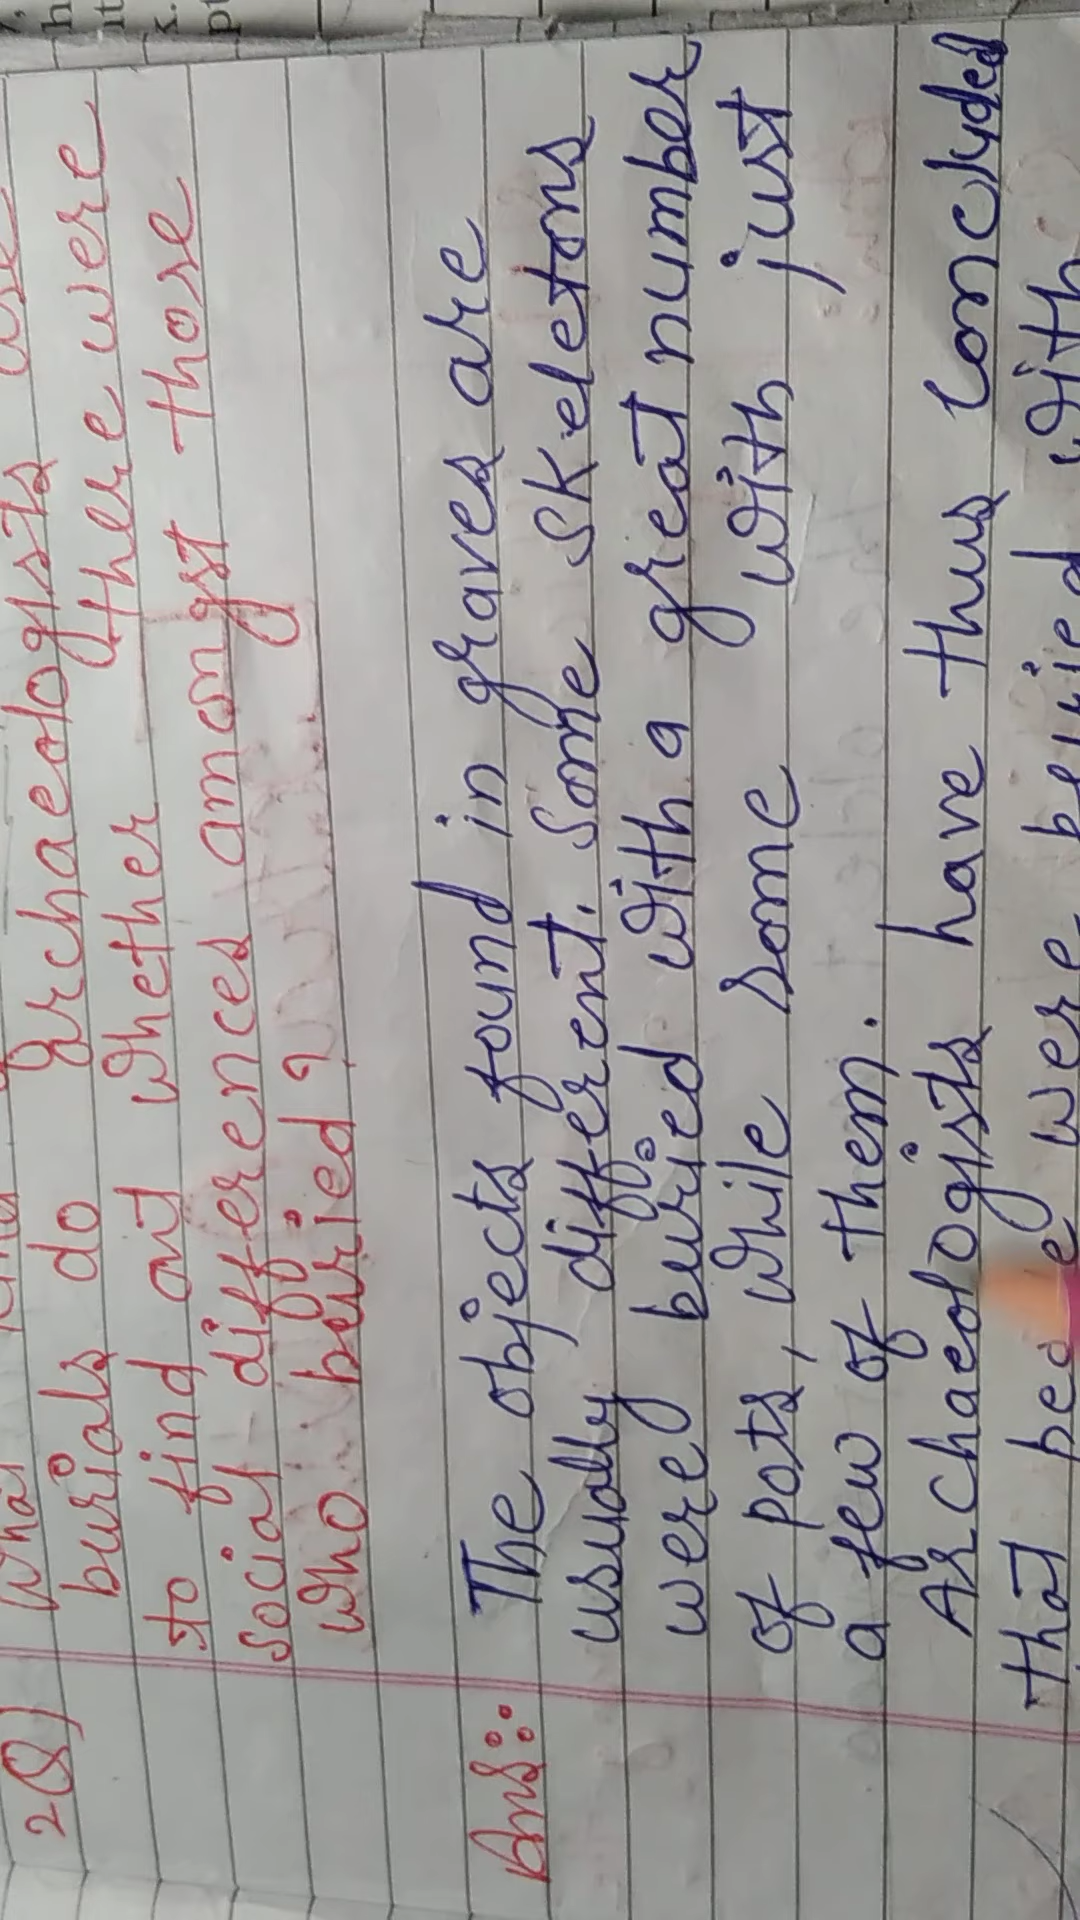 2Q) What
burials do archaeologists use
to find out whether there were
social differences amongst those
who buried ?
Ans:: The objects found in graves are
usually different. Some skeletons
were buried with a great number
of pots, while some with just
a few of them.
Archaeologists have thus concluded
that were buried with